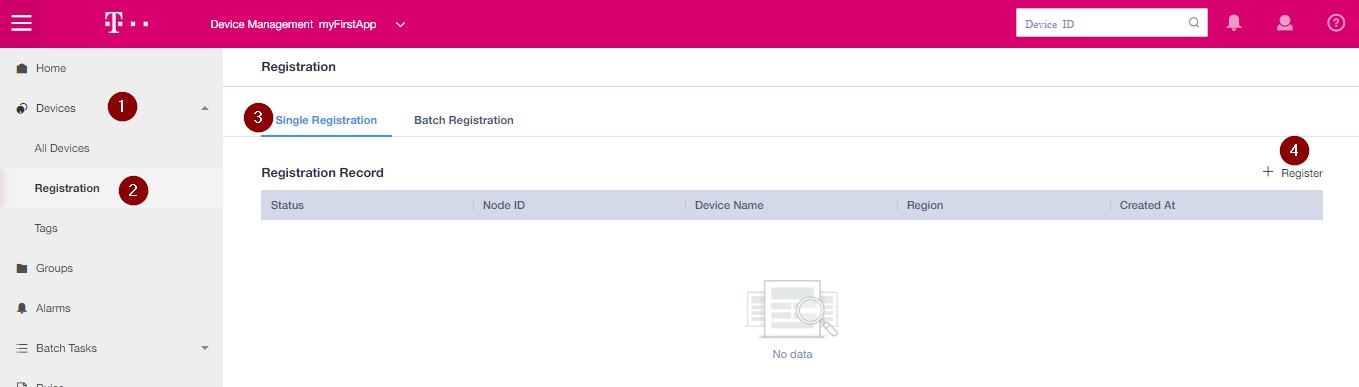 T
Device Management myFirstApp
Device ID
Home
Registration
Devices 1
3 Single Registration Batch Registration
All Devices
Registration Record
4
+ Register
Registration 2
Status Node ID Device Name Region Created At
Tags
Groups
Alarms
Batch Tasks
No data
Rules